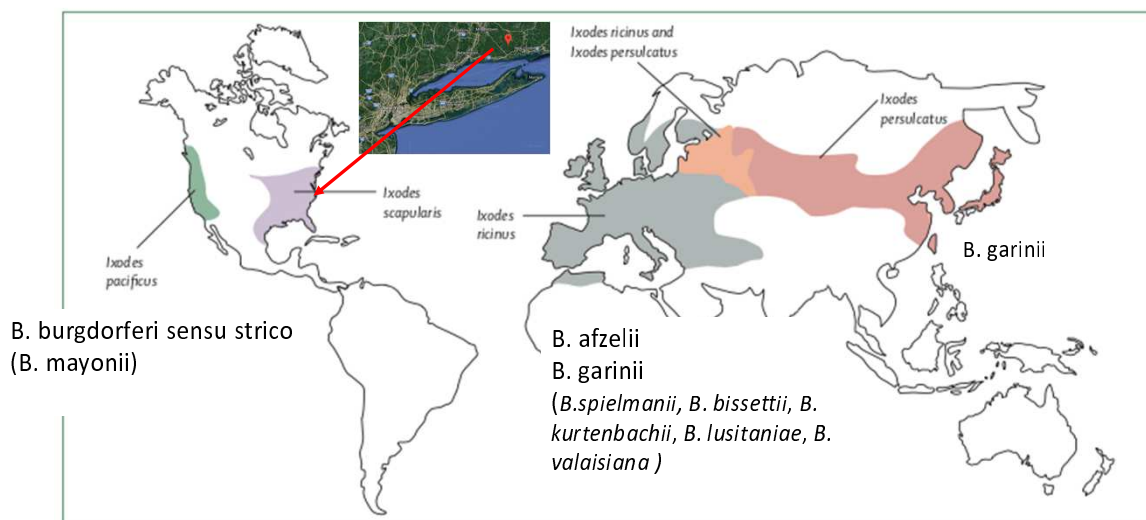 Ixodes ricinus and
Ixodes persulcatus
Ixodes
persulcatus
Ixodes
scapularis
Ixodes
ricinus
Ixodes
pacificus
B. garinii
B. burgdorferi sensu strico
(B. mayonii)
B. afzelii
B. garinii
(B.spielmanii, B. bissettii, B.
kurtenbachii, B. lusitaniae, B.
valaisiana )